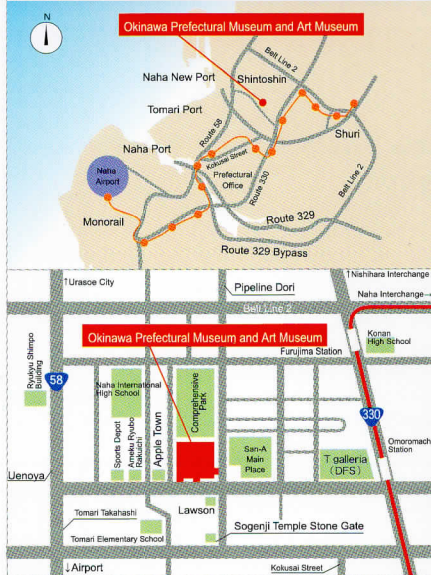 N
Okinawa Prefectural Museum and Art Museum
Belt Line 2
Naha New Port
Shintoshin
Tomari Port
Route 58
Shuri
Naha Port
Kokusai Street
Prefectural
Office
Naha
Airport
Route 330
Belt Line 2
Monorail
Route 329
Route 329 Bypass
↑Nishihara Interchange
↑Urasoe City
Pipeline Dori
Naha Interchange→
Belt Line 2
Okinawa Prefectural Museum and Art Museum
Konan
High School
Furujima Station
Ryukyu Shimpo
Building
58
Naha International
High School
Comprehensive
Park
330
Apple Town
Sports Depot
Ameku Ryubo
Rakuichi
San-A
Main
Place
T galleria
(DFS)
Omoromachi
Station
Uenoya
Lawson
Tomari Takahashi
Sogenji Temple Stone Gate
Tomari Elementary School
↓Airport
Kokusai Street